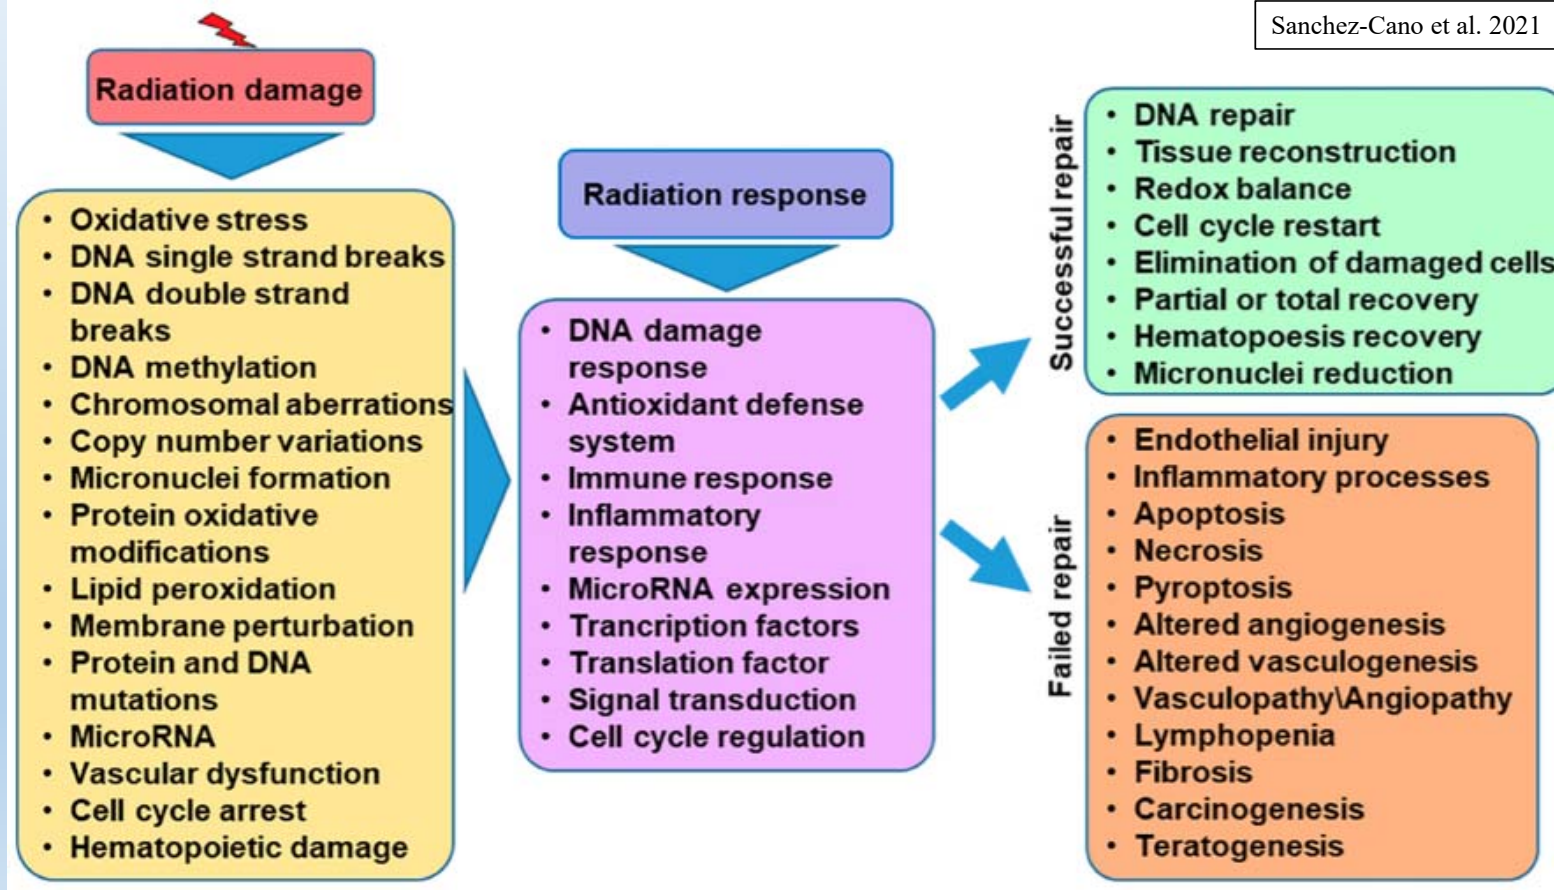 Sanchez-Cano et al. 2021
Radiation damage
• Oxidative stress
• DNA single strand breaks
• DNA double strand
breaks
• DNA methylation
• Chromosomal aberrations
• Copy number variations
• Micronuclei formation
• Protein oxidative
modifications
• Lipid peroxidation
• Membrane perturbation
• Protein and DNA
mutations
• MicroRNA
• Vascular dysfunction
• Cell cycle arrest
• Hematopoietic damage
Radiation response
• DNA damage
response
• Antioxidant defense
system
• Immune response
• Inflammatory
response
• MicroRNA expression
• Trancription factors
• Translation factor
• Signal transduction
• Cell cycle regulation
Successful repair
• DNA repair
• Tissue reconstruction
• Redox balance
• Cell cycle restart
• Elimination of damaged cells
• Partial or total recovery
• Hematopoesis recovery
• Micronuclei reduction
Failed repair
• Endothelial injury
• Inflammatory processes
• Apoptosis
• Necrosis
• Pyroptosis
• Altered angiogenesis
• Altered vasculogenesis
• Vasculopathy\Angiopathy
• Lymphopenia
• Fibrosis
• Carcinogenesis
• Teratogenesis